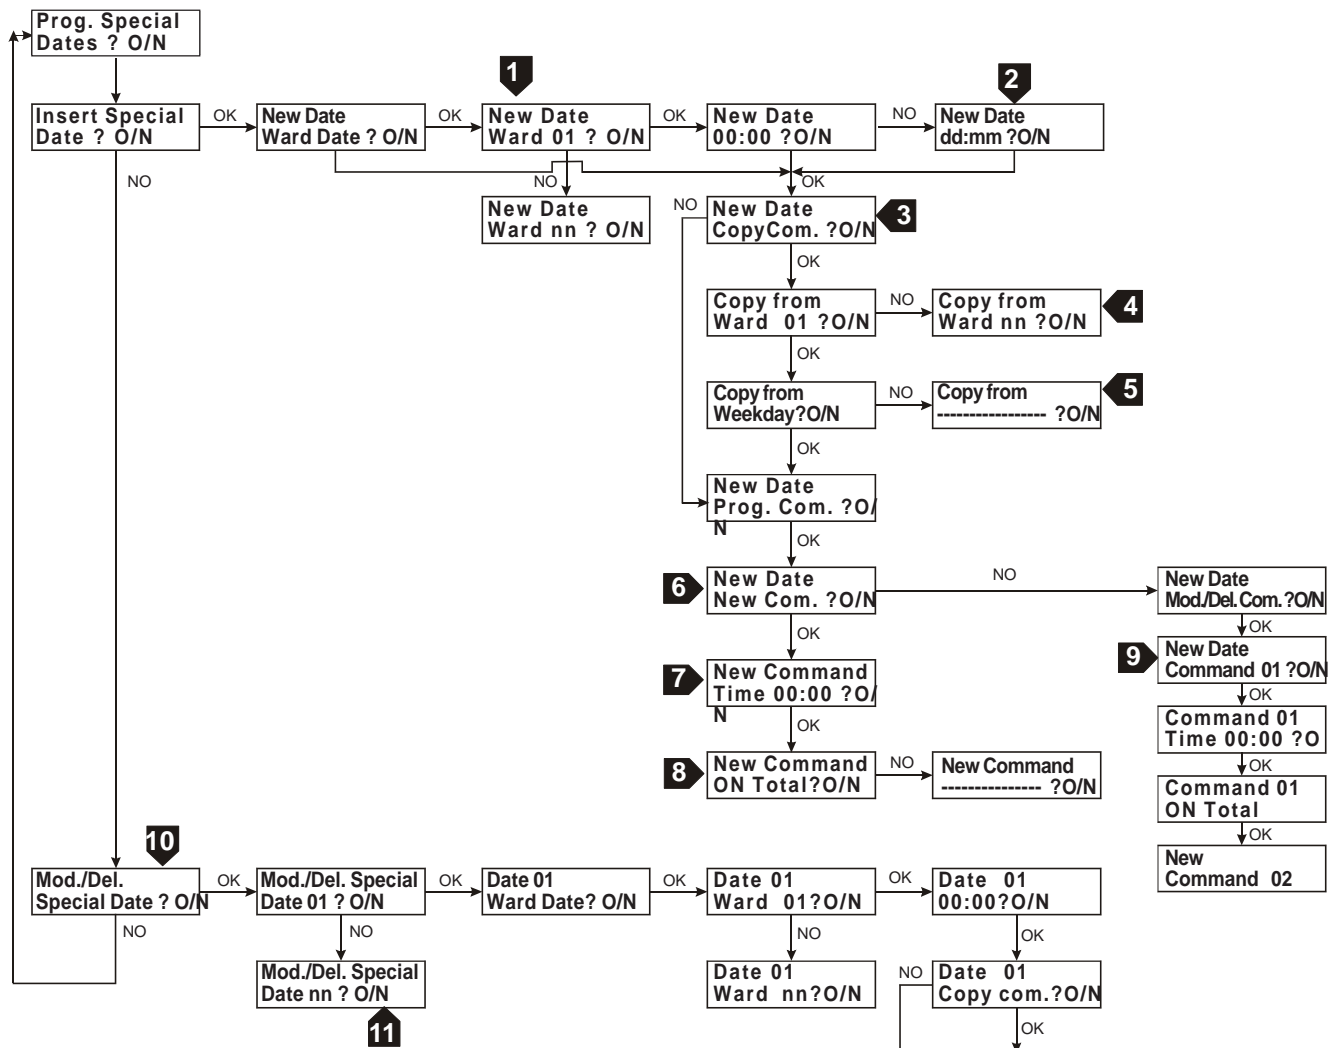 Prog. Special
Dates ? O/N
1
2
Insert Special
Date ? O/N
OK
New Date
Ward Date ? O/N
OK
New Date
Ward 01 ? O/N
OK
New Date
00:00 ?O/N
NO
New Date
dd:mm ?O/N
NO
NO
OK
New Date
Ward nn ? O/N
NO
New Date
CopyCom. ?O/N
3
OK
Copy from
Ward 01 ?O/N
NO
Copy from
Ward nn ?O/N
4
OK
Copy from
Weekday?O/N
NO
Copy from
----------------- ?O/N
5
OK
New Date
Prog. Com. ?O/
N
OK
6
New Date
New Com. ?O/N
NO
New Date
Mod./Del. Com. ?O/N
OK
OK
9
New Date
Command 01 ?O/N
7
New Command
Time 00:00 ?O/
N
OK
OK
Command 01
Time 00:00 ?O
8
New Command
ON Total?O/N
NO
New Command
--------------- ?O/N
OK
Command 01
ON Total
OK
New
Command 02
10
Mod./Del.
Special Date ? O/N
OK
Mod./Del. Special
Date 01 ? O/N
OK
Date 01
Ward Date? O/N
OK
Date 01
Ward 01?O/N
OK
Date 01
00:00?O/N
NO
NO
NO
OK
Mod./Del. Special
Date nn ? O/N
Date 01
Ward nn?O/N
NO
Date 01
Copy com.?O/N
11
OK